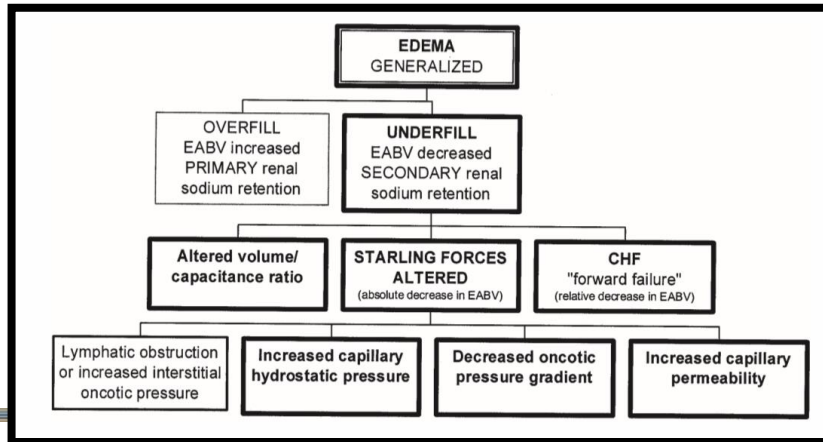 EDEMA
GENERALIZED
OVERFILL
EABV increased
PRIMARY renal
sodium retention
UNDERFILL
EABV decreased
SECONDARY renal
sodium retention
Altered volume/
capacitance ratio
STARLING FORCES
ALTERED
(absolute decrease in EABV)
CHF
"forward failure"
(relative decrease in EABV)
Lymphatic obstruction
or increased interstitial
oncotic pressure
Increased capillary
hydrostatic pressure
Decreased oncotic
pressure gradient
Increased capillary
permeability